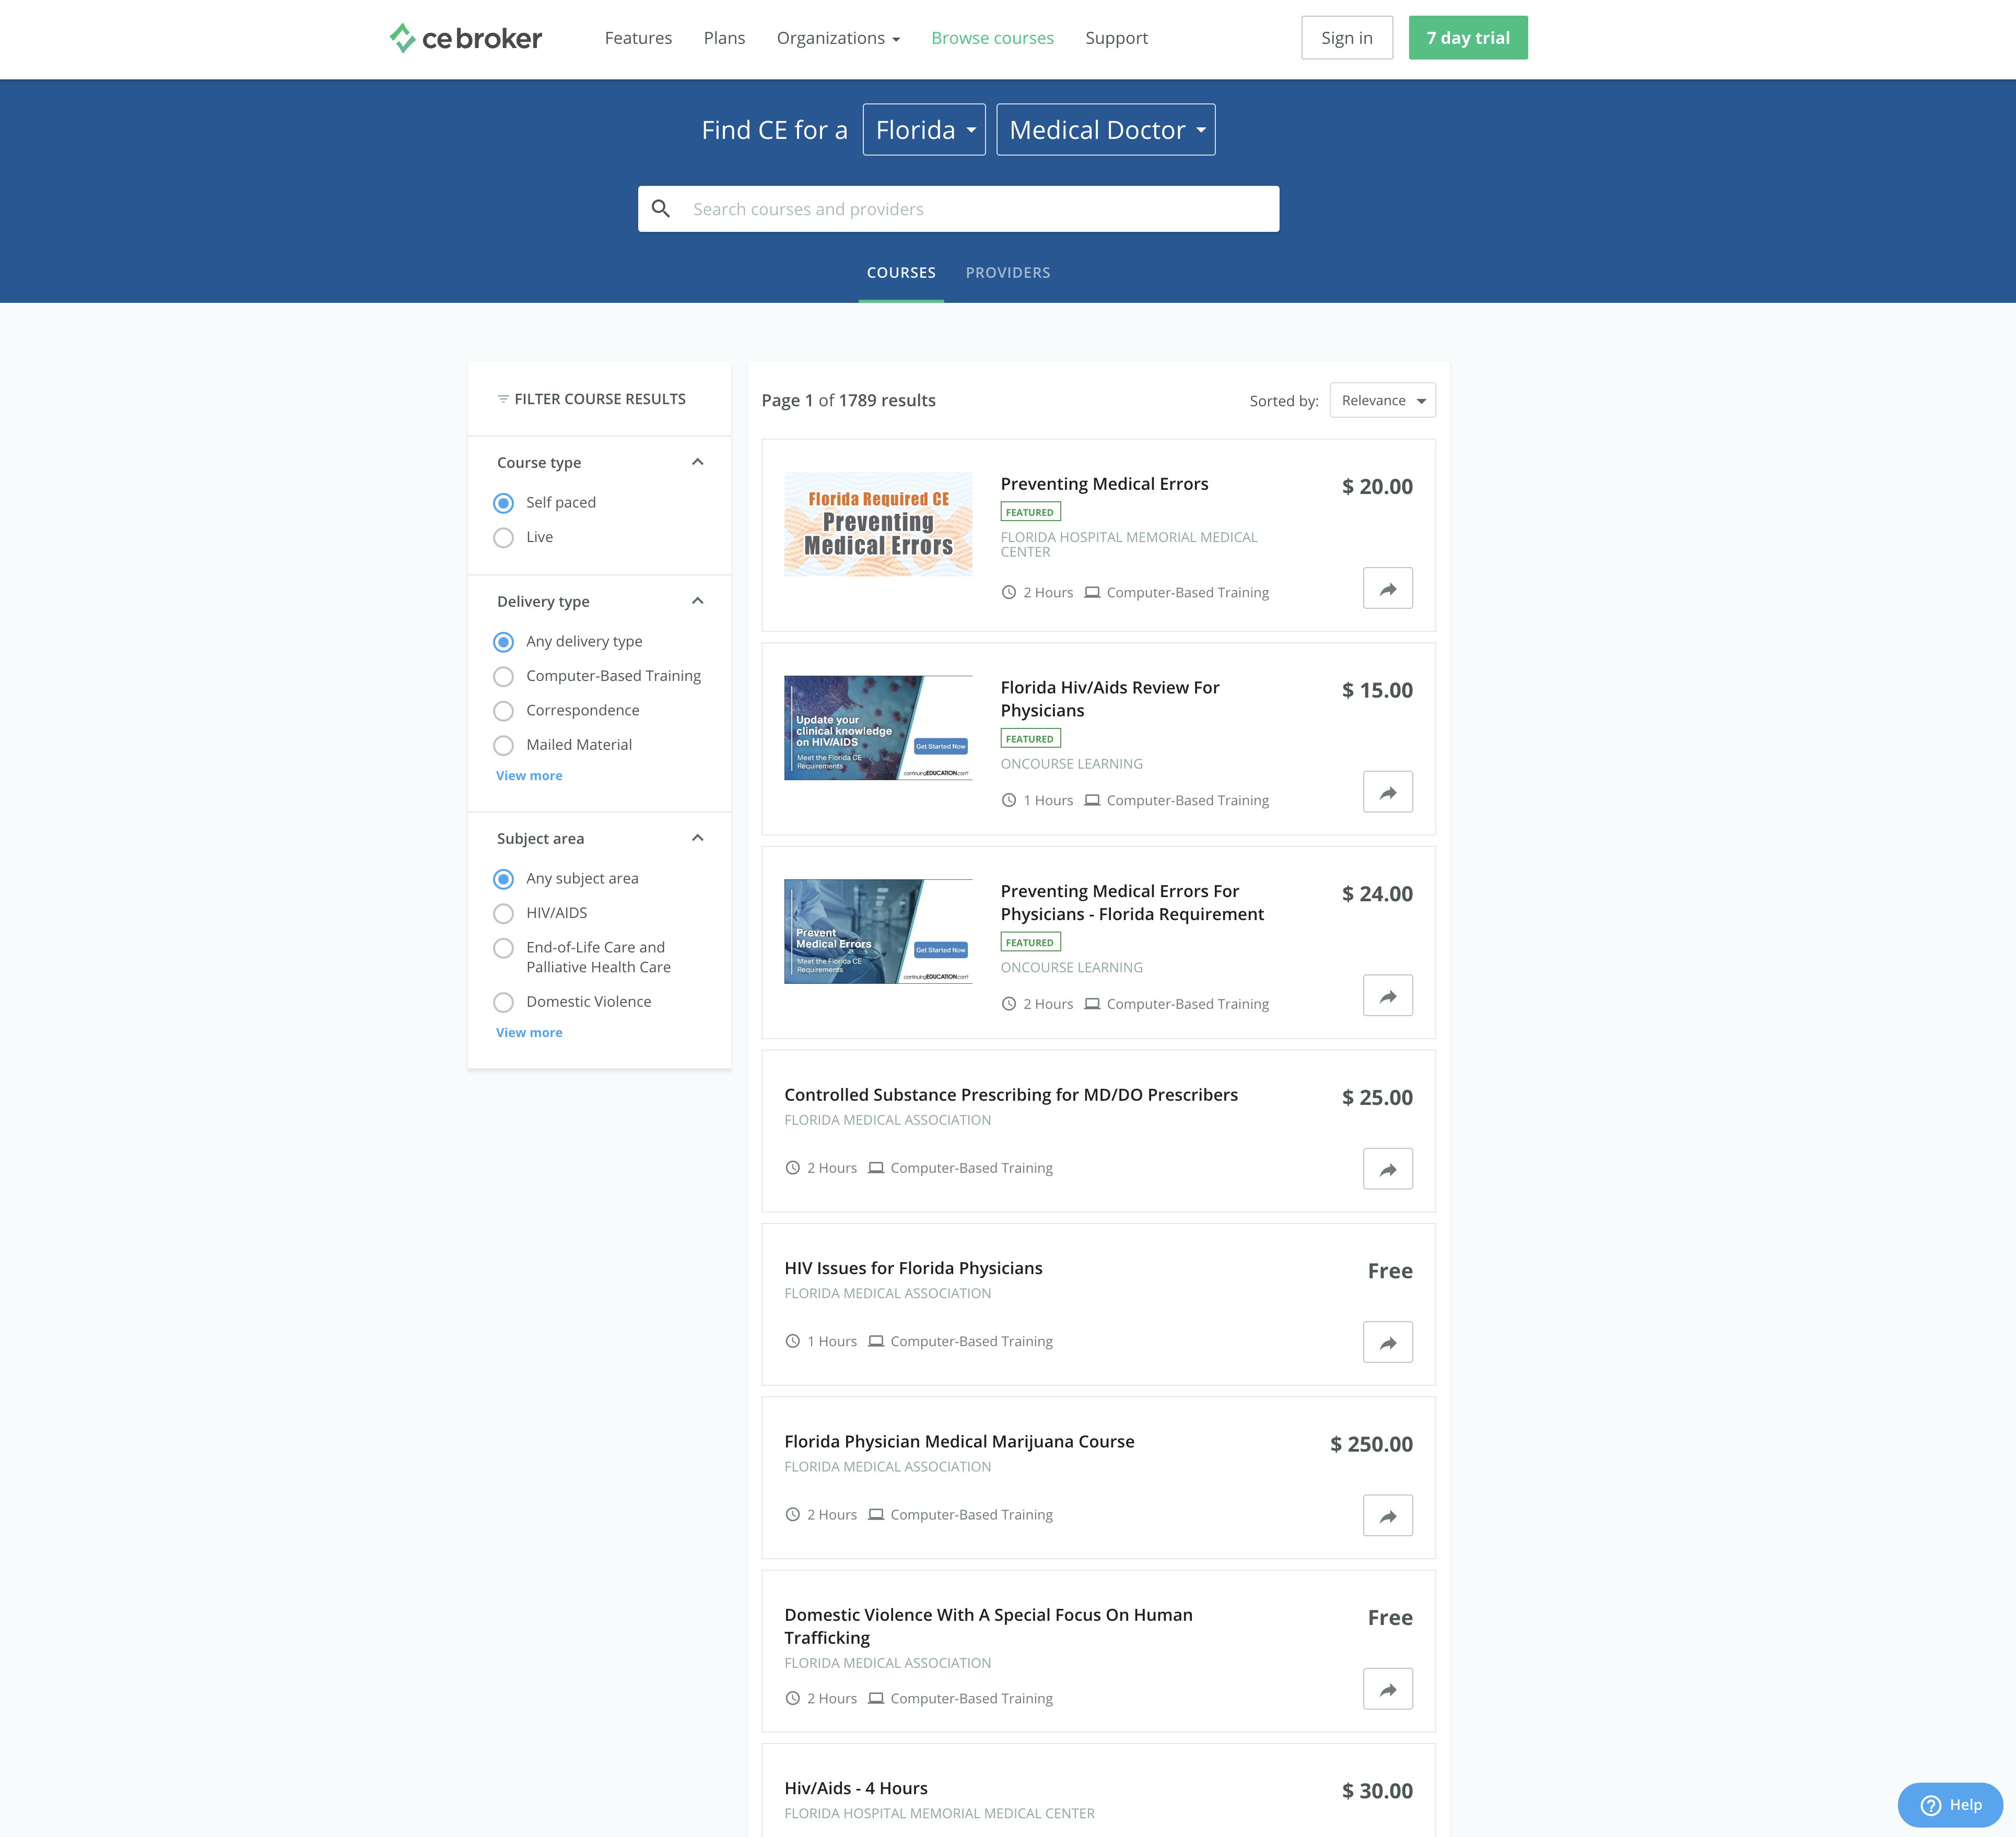 ce broker
Features
Plans
Organizations
Browse courses
Support
Sign in
7 day trial
Find CE for a
Florida
Medical Doctor
Search courses and providers
COURSES
PROVIDERS
FILTER COURSE RESULTS
Course type
Self paced
Live
Delivery type
Any delivery type
Computer-Based Training
Correspondence
Mailed Material
View more
Subject area
Any subject area
HIV/AIDS
End-of-Life Care and
Palliative Health Care
Domestic Violence
View more
Page 1 of 1789 results
Sorted by:
Relevance
Florida Required CE
Preventing
Medical Errors
Preventing Medical Errors
$ 20.00
FEATURED
FLORIDA HOSPITAL MEMORIAL MEDICAL
CENTER
2 Hours
Computer-Based Training
Update your
clinical knowledge
on HIV/AIDS
Meet the Florida CE
Requirements
Get Started Now
continuingEDUCATION.com
Florida Hiv/Aids Review For
Physicians
$ 15.00
FEATURED
ONCOURSE LEARNING
1 Hours
Computer-Based Training
Prevent
Medical Errors
Meet the Florida CE
Requirements
Get Started Now
continuingEDUCATION.com
Preventing Medical Errors For
Physicians - Florida Requirement
$ 24.00
FEATURED
ONCOURSE LEARNING
2 Hours
Computer-Based Training
Controlled Substance Prescribing for MD/DO Prescribers
$ 25.00
FLORIDA MEDICAL ASSOCIATION
2 Hours
Computer-Based Training
HIV Issues for Florida Physicians
Free
FLORIDA MEDICAL ASSOCIATION
1 Hours
Computer-Based Training
Florida Physician Medical Marijuana Course
$ 250.00
FLORIDA MEDICAL ASSOCIATION
2 Hours
Computer-Based Training
Domestic Violence With A Special Focus On Human
Trafficking
Free
FLORIDA MEDICAL ASSOCIATION
2 Hours
Computer-Based Training
Hiv/Aids - 4 Hours
$ 30.00
FLORIDA HOSPITAL MEMORIAL MEDICAL CENTER
Help